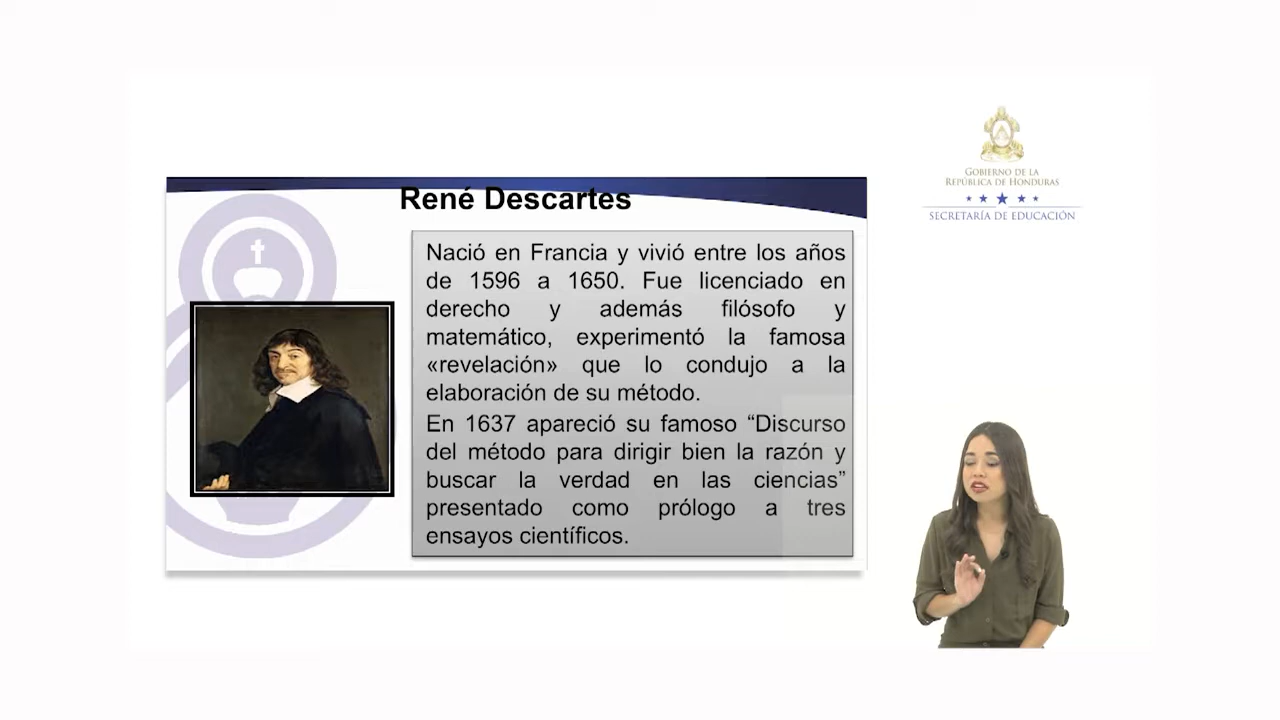 René Descartes
Nació en Francia y vivió entre los años
de 1596 a 1650. Fue licenciado en
derecho y además filósofo y
matemático, experimentó la famosa
«revelación» que lo condujo a la
elaboración de su método.
En 1637 apareció su famoso “Discurso
del método para dirigir bien la razón y
buscar la verdad en las ciencias”
presentado como prólogo a tres
ensayos científicos.
GOBIERNO DE LA
REPÚBLICA DE HONDURAS
SECRETARÍA DE EDUCACIÓN